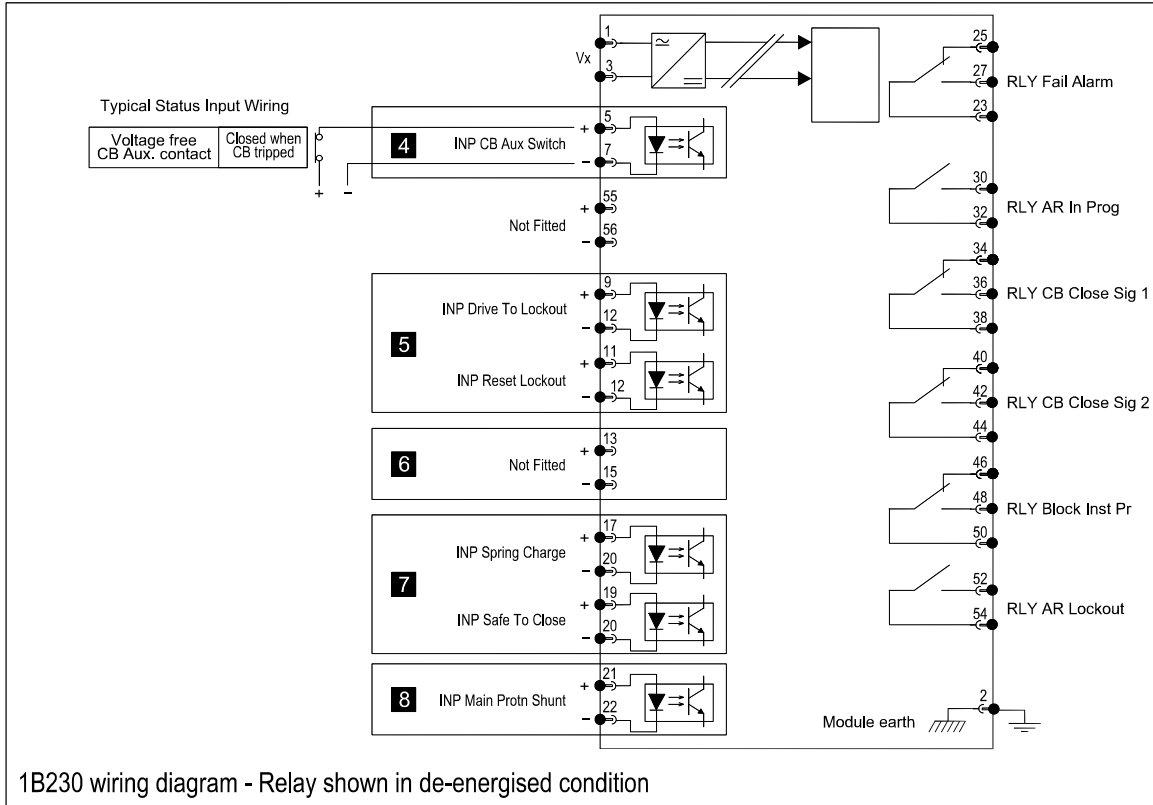 1
Vx
3
25
27
RLY Fail Alarm
23
Typical Status Input Wiring
Voltage free
CB Aux. contact
Closed when
CB tripped
+ −
4
INP CB Aux Switch
+ 5
− 7
Not Fitted
+ 55
− 56
30
RLY AR In Prog
32
34
36
RLY CB Close Sig 1
38
5
INP Drive To Lockout
+ 9
− 12
INP Reset Lockout
+ 11
− 12
40
42
RLY CB Close Sig 2
44
6
Not Fitted
+ 13
− 15
46
48
RLY Block Inst Pr
50
7
INP Spring Charge
+ 17
− 20
INP Safe To Close
+ 19
− 20
52
RLY AR Lockout
54
8
INP Main Protn Shunt
+ 21
− 22
2
Module earth
1B230 wiring diagram - Relay shown in de-energised condition